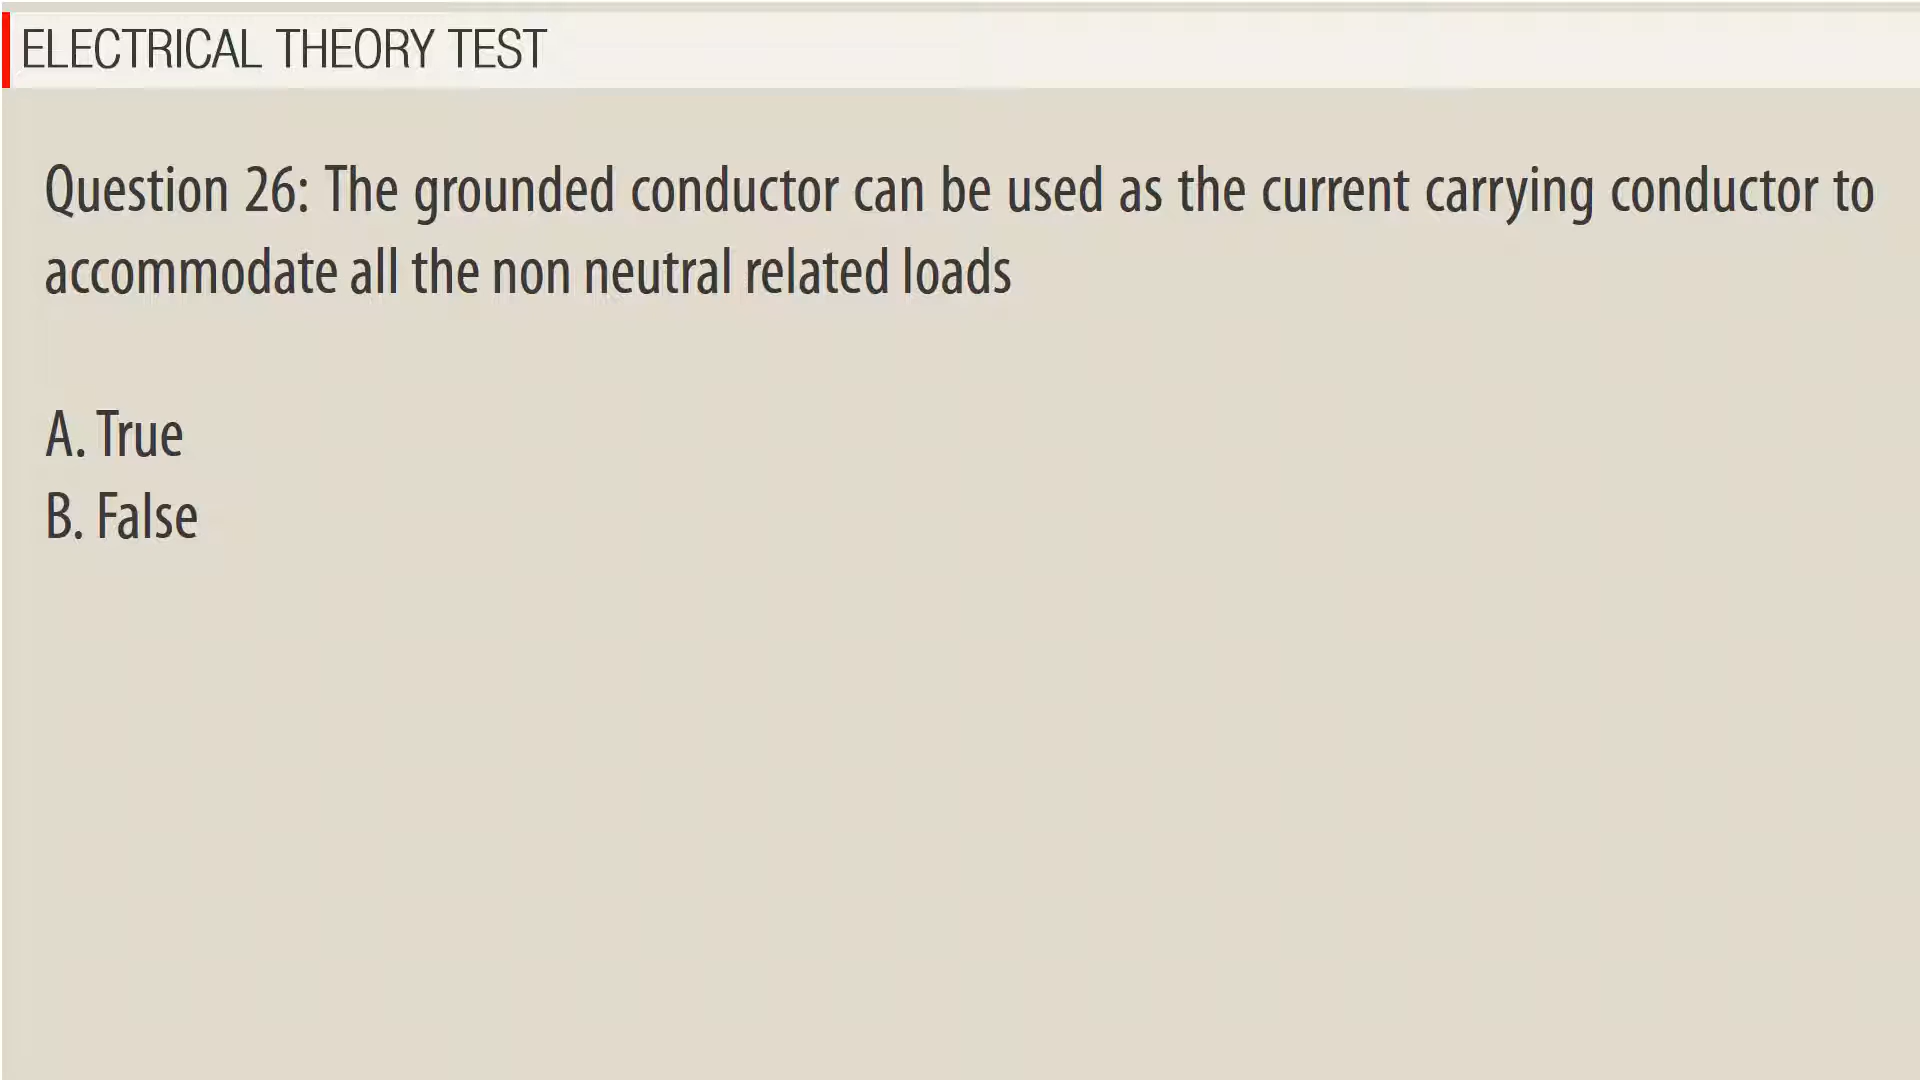 ELECTRICAL THEORY TEST
Question 26: The grounded conductor can be used as the current carrying conductor to
accommodate all the non neutral related loads
A. True
B. False